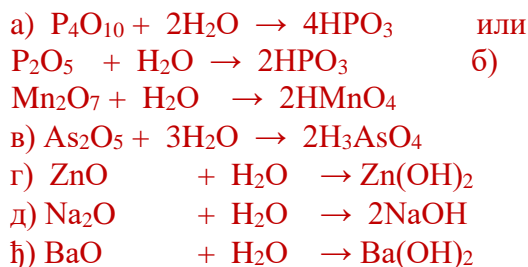 а) P₄O₁₀ + 2H₂O → 4HPO₃ или
P₂O₅ + H₂O → 2HPO₃ б)
Mn₂O₇ + H₂O → 2HMnO₄
в) As₂O₅ + 3H₂O → 2H₃AsO₄
г) ZnO + H₂O → Zn(OH)₂
д) Na₂O + H₂O → 2NaOH
ђ) BaO + H₂O → Ba(OH)₂